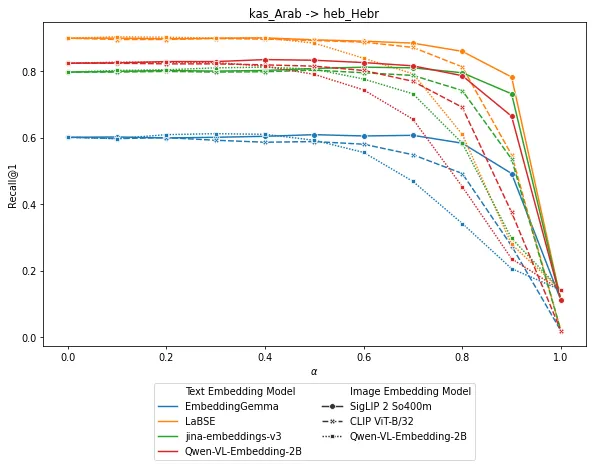 kas_Arab -> heb_Hebr
Recall@1
0.8
0.6
0.4
0.2
0.0
0.0 0.2 0.4 0.6 0.8 1.0
α
Text Embedding Model
EmbeddingGemma
LaBSE
jina-embeddings-v3
Qwen-VL-Embedding-2B
Image Embedding Model
SigLIP 2 So400m
CLIP ViT-B/32
Qwen-VL-Embedding-2B